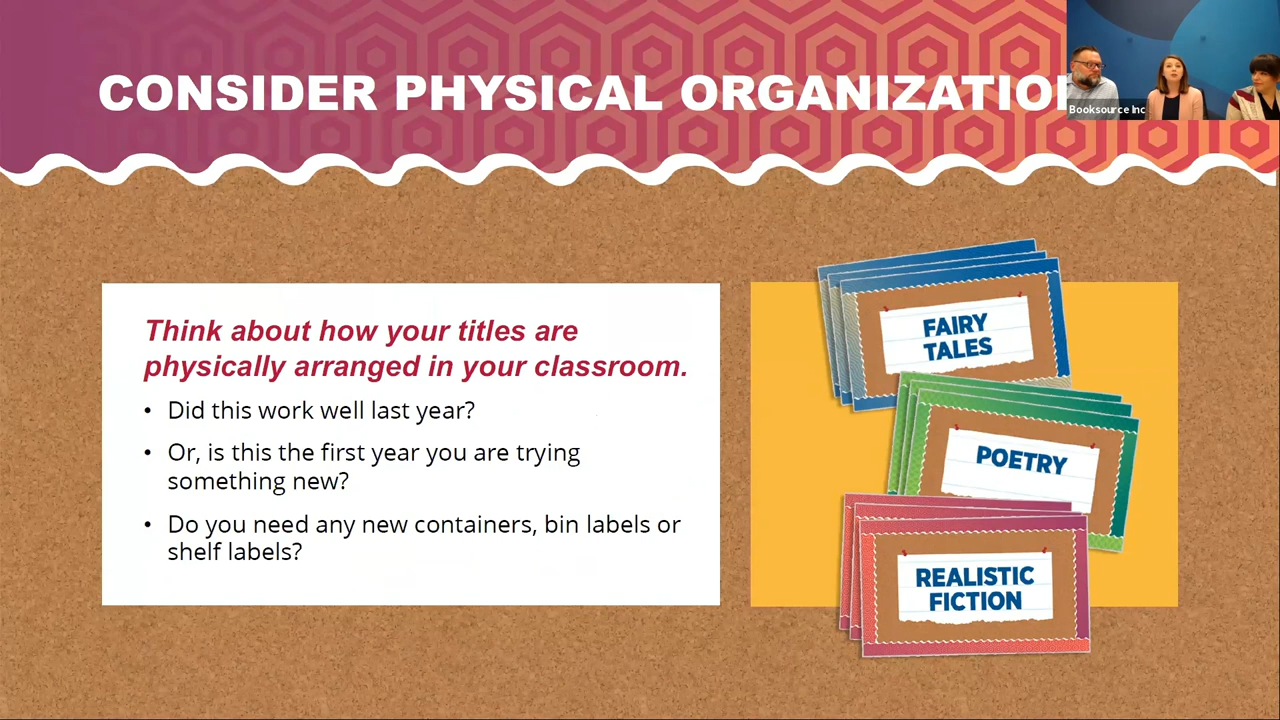 CONSIDER PHYSICAL ORGANIZATIO
Booksource Inc
Think about how your titles are
physically arranged in your classroom.
• Did this work well last year?
• Or, is this the first year you are trying
something new?
• Do you need any new containers, bin labels or
shelf labels?
FAIRY
TALES
POETRY
REALISTIC
FICTION